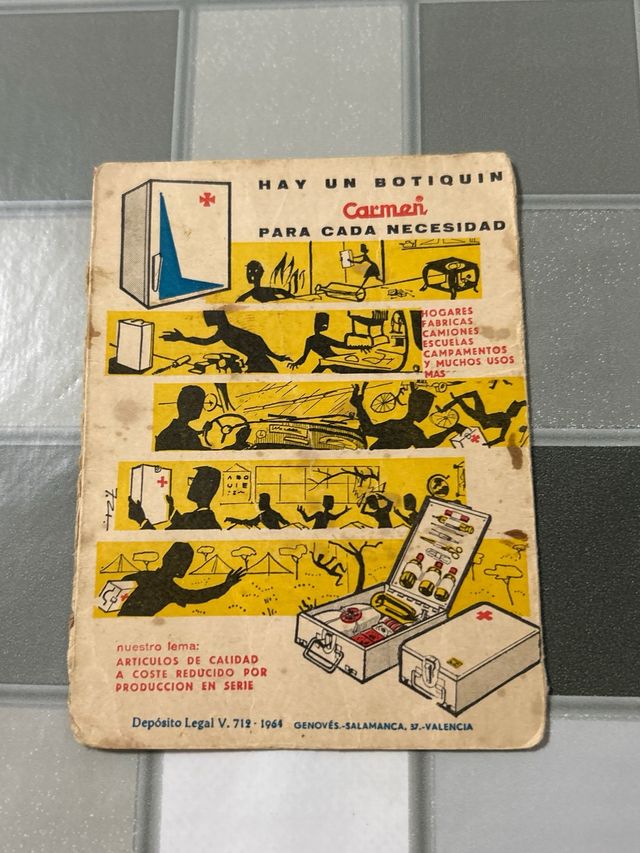 HAY UN BOTIQUIN
Carmeñ
PARA CADA NECESIDAD
HOGARES
FABRICAS
CAMIONES
ESCUELAS
CAMPAMENTOS
Y MUCHOS USOS
MAS
nuestro lema:
ARTICULOS DE CALIDAD
A COSTE REDUCIDO POR
PRODUCCION EN SERIE
Depósito Legal V. 712 - 1964 GENOVÉS.-SALAMANCA, 37.-VALENCIA